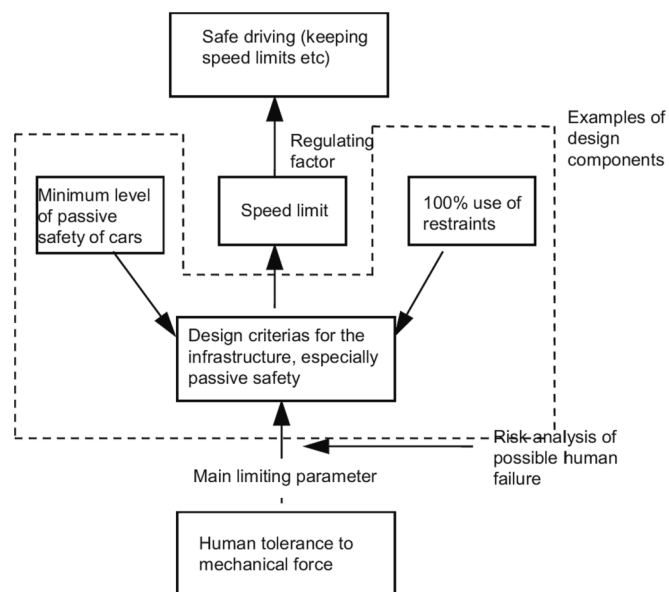 Safe driving (keeping
speed limits etc)
Examples of
design
components
Regulating
factor
Minimum level
of passive
safety of cars
Speed limit
100% use of
restraints
Design criterias for the
infrastructure, especially
passive safety
Risk analysis of
possible human
failure
Main limiting parameter
Human tolerance to
mechanical force